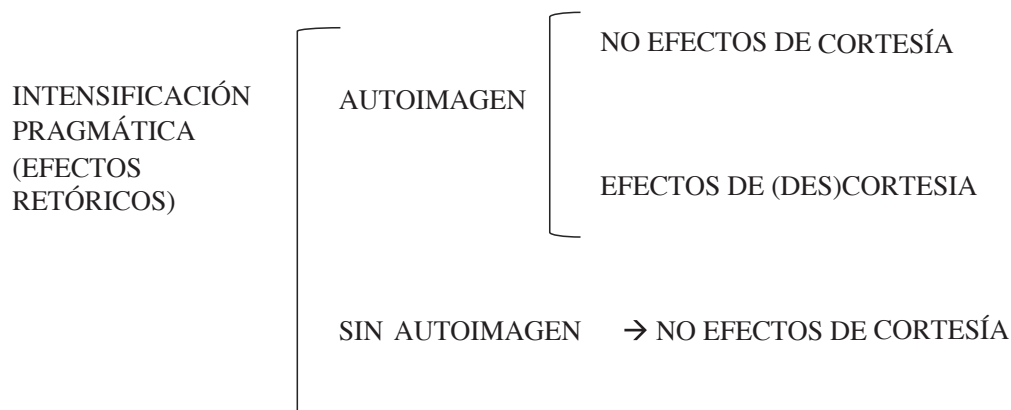 INTENSIFICACIÓN
PRAGMÁTICA
(EFECTOS
RETÓRICOS)
AUTOIMAGEN
NO EFECTOS DE CORTESÍA
EFECTOS DE (DES)CORTESIA
SIN AUTOIMAGEN → NO EFECTOS DE CORTESÍA